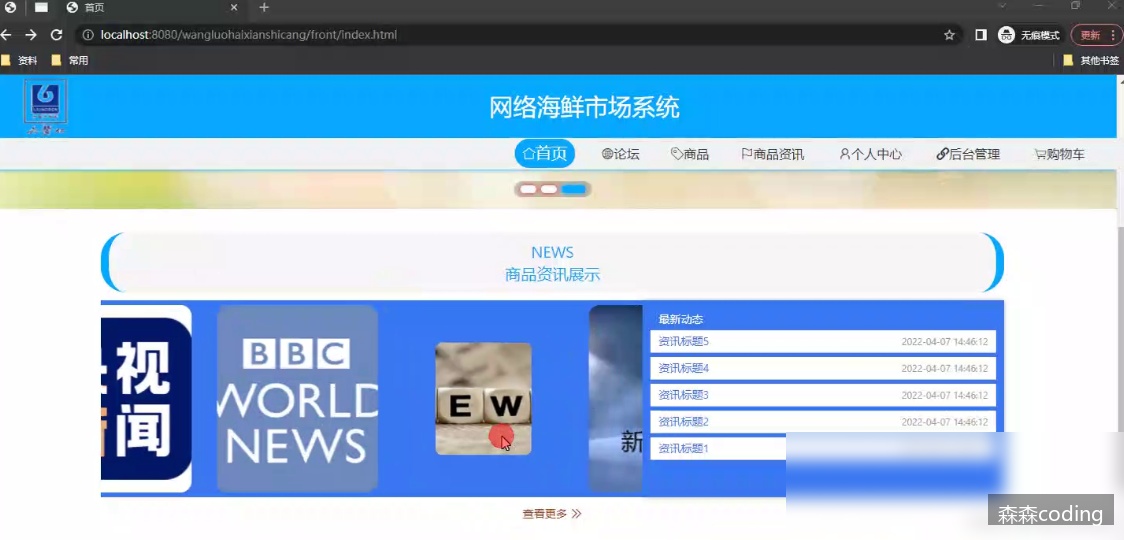 首页
localhost:8080/wangluohaixianshicang/front/index.html
无痕模式
更新
资料
常用
其他书签
6
网络海鲜市场系统
首页
论坛
商品
商品资讯
个人中心
后台管理
购物车
NEWS
商品资讯展示
视
闻
BBC
WORLD
NEWS
E W
新
最新动态
资讯标题5 2022-04-07 14:46:12
资讯标题4 2022-04-07 14:46:12
资讯标题3 2022-04-07 14:46:12
资讯标题2 2022-04-07 14:46:12
资讯标题1
查看更多
森森coding